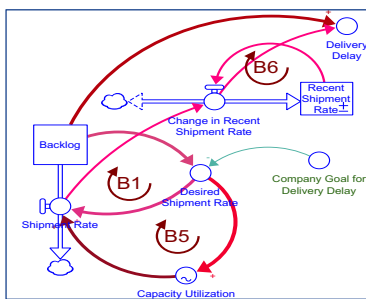 Delivery
Delay
B6
Recent
Shipment
Rate
Change in Recent
Shipment Rate
Backlog
B1
Desired
Shipment Rate
Company Goal for
Delivery Delay
Shipment Rate
B5
Capacity Utilization